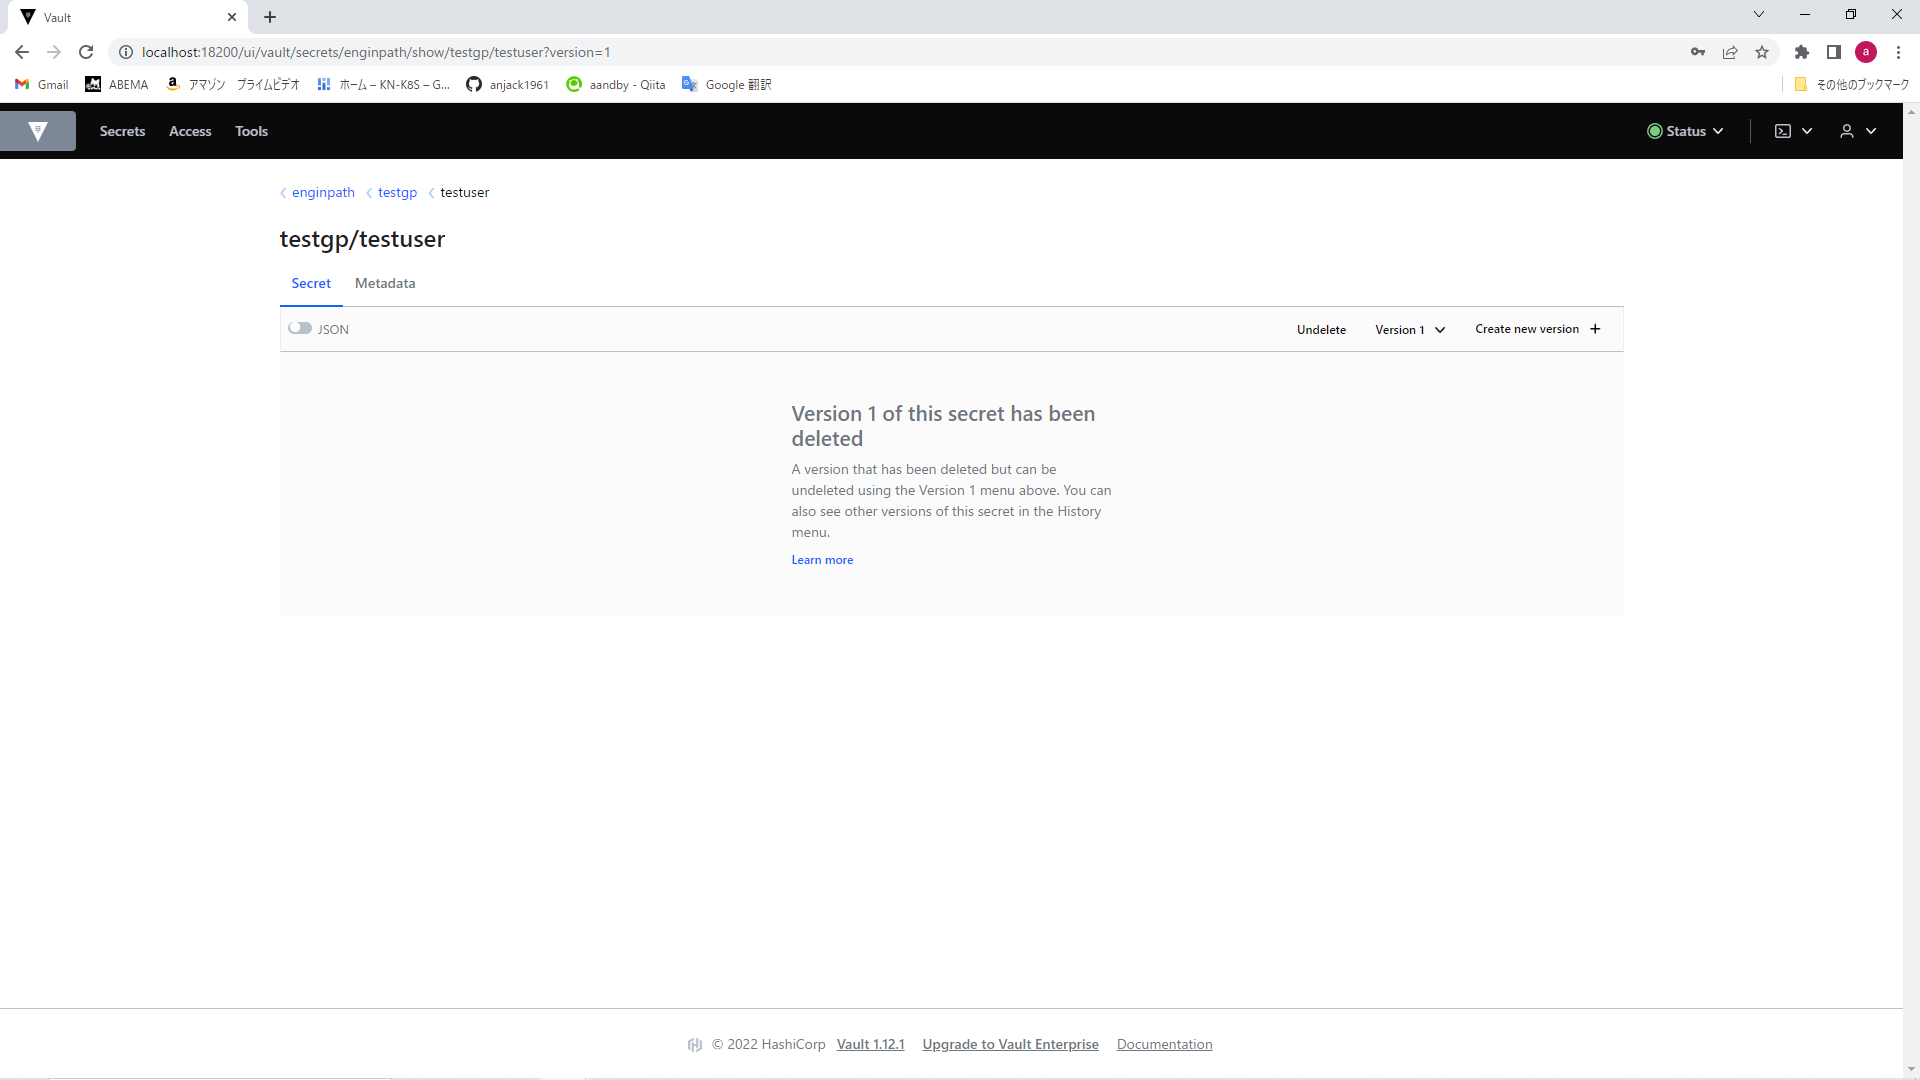 Vault
localhost:18200/ui/vault/secrets/enginpath/show/testgp/testuser?version=1
a
Gmail ABEMA アマゾン プライムビデオ ホーム – KN-K8S – G... anjack1961 aandby - Qiita Google 翻訳 その他のブックマーク
Secrets Access Tools Status
enginpath testgp testuser
testgp/testuser
Secret Metadata
JSON Undelete Version 1 Create new version
Version 1 of this secret has been
deleted
A version that has been deleted but can be
undeleted using the Version 1 menu above. You can
also see other versions of this secret in the History
menu.
Learn more
© 2022 HashiCorp Vault 1.12.1 Upgrade to Vault Enterprise Documentation